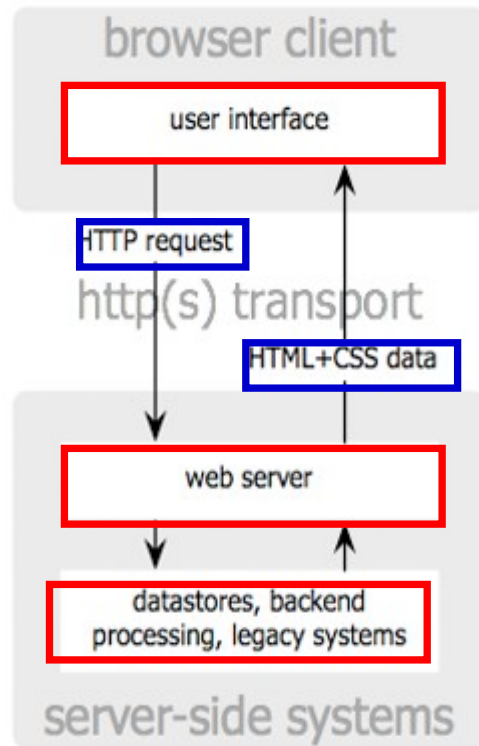 browser client
user interface
HTTP request
http(s) transport
HTML+CSS data
web server
datastores, backend
processing, legacy systems
server-side systems